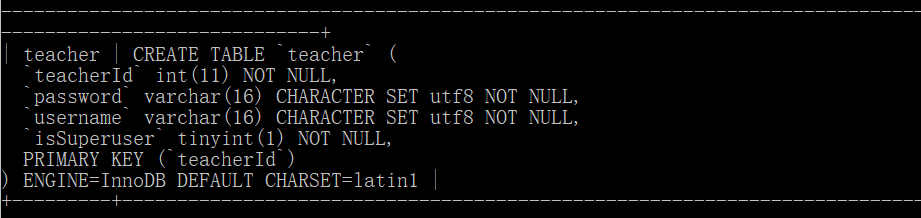 | teacher | CREATE TABLE `teacher` (
  `teacherId` int(11) NOT NULL,
  `password` varchar(16) CHARACTER SET utf8 NOT NULL,
  `username` varchar(16) CHARACTER SET utf8 NOT NULL,
  `isSuperuser` tinyint(1) NOT NULL,
  PRIMARY KEY (`teacherId`)
) ENGINE=InnoDB DEFAULT CHARSET=latin1 |